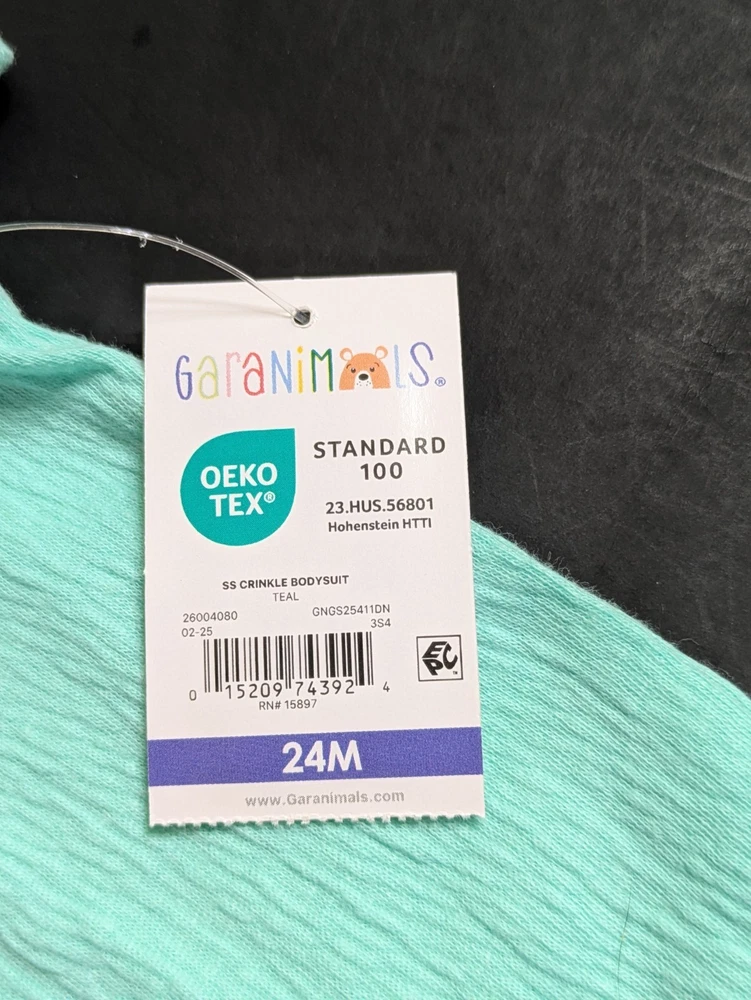 GaraNiMALS®
OEKO
TEX®
STANDARD
100
23.HUS.56801
Hohenstein HTTI
SS CRINKLE BODYSUIT
TEAL
26004080
GNGS25411DN
02-25
3S4
0 15209 74392 4
EPC™
RN# 15897
24M
www.Garanimals.com